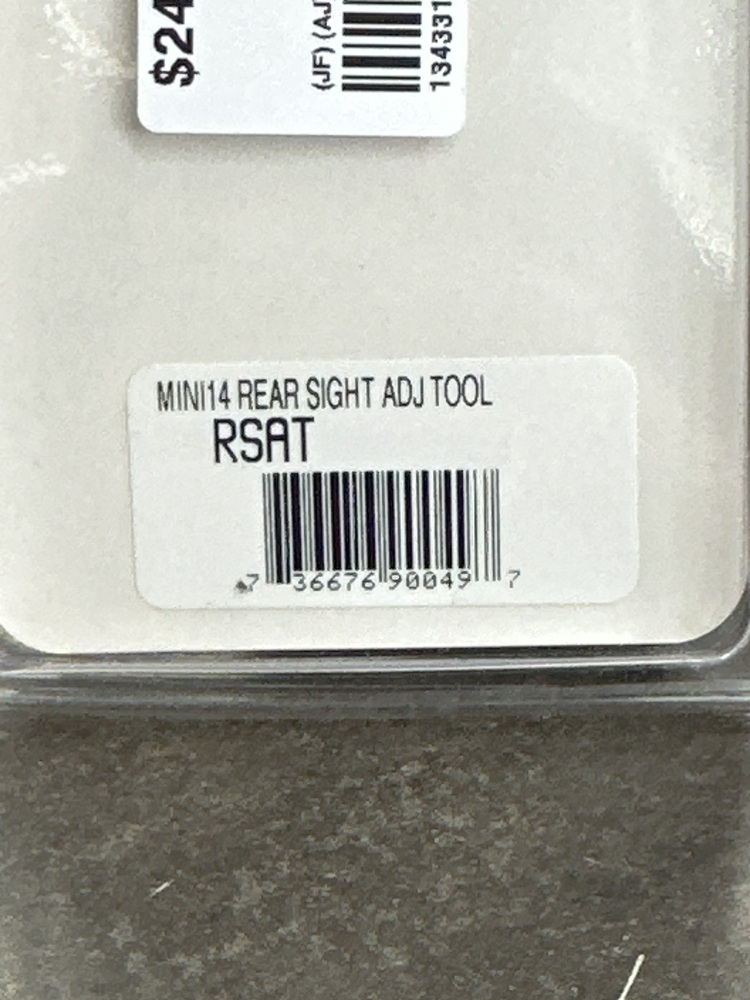 $24
(JF) (AJ
134331
MINI14 REAR SIGHT ADJ TOOL
RSAT
7 36676 90049 7